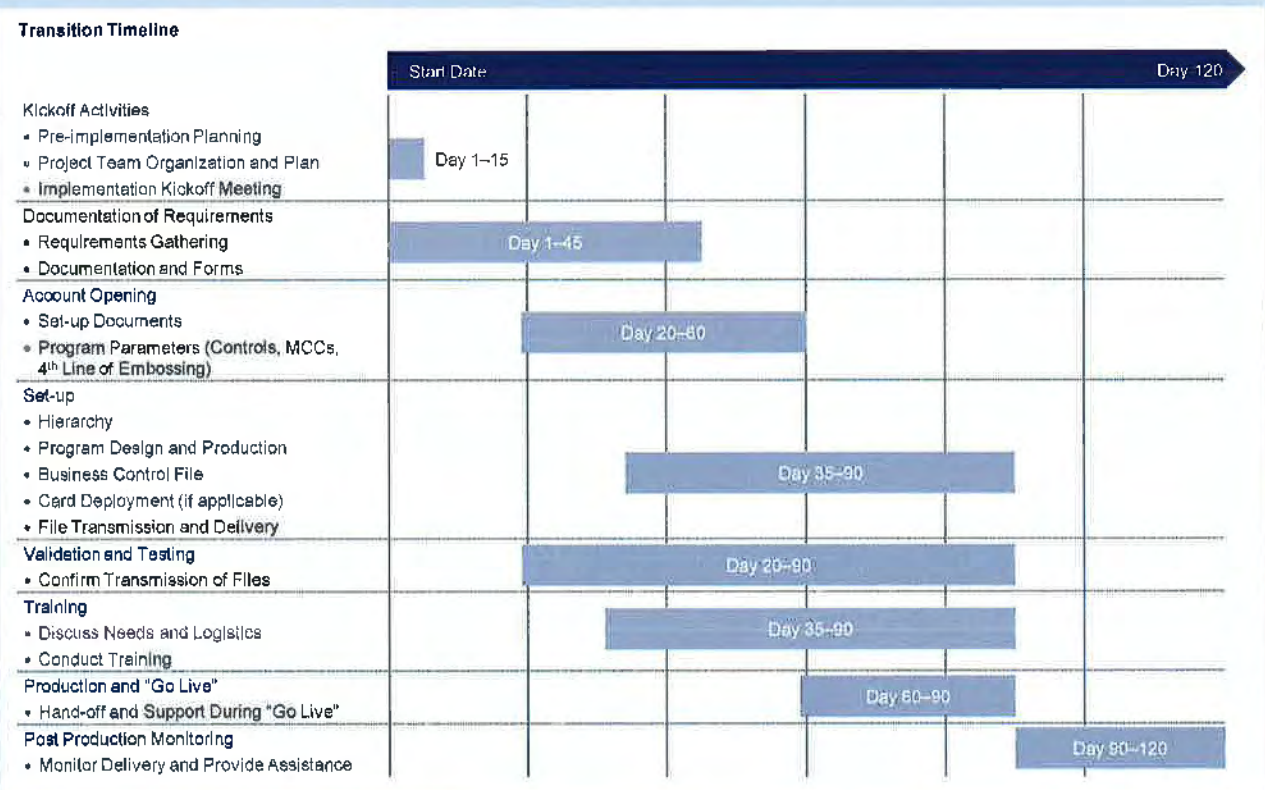 Transition Timeline
Start Date
Day 120
Kickoff Activities
• Pre-implementation Planning
• Project Team Organization and Plan
• Implementation Kickoff Meeting
Day 1–15
Documentation of Requirements
• Requirements Gathering
• Documentation and Forms
Day 1–45
Account Opening
• Set-up Documents
• Program Parameters (Controls, MCCs,
4th Line of Embossing)
Day 20–60
Set-up
• Hierarchy
• Program Design and Production
• Business Control File
• Card Deployment (if applicable)
• File Transmission and Delivery
Day 35–90
Validation and Testing
• Confirm Transmission of Files
Day 20–90
Training
• Discuss Needs and Logistics
• Conduct Training
Day 35–90
Production and "Go Live"
• Hand-off and Support During "Go Live"
Day 60–90
Post Production Monitoring
• Monitor Delivery and Provide Assistance
Day 90–120